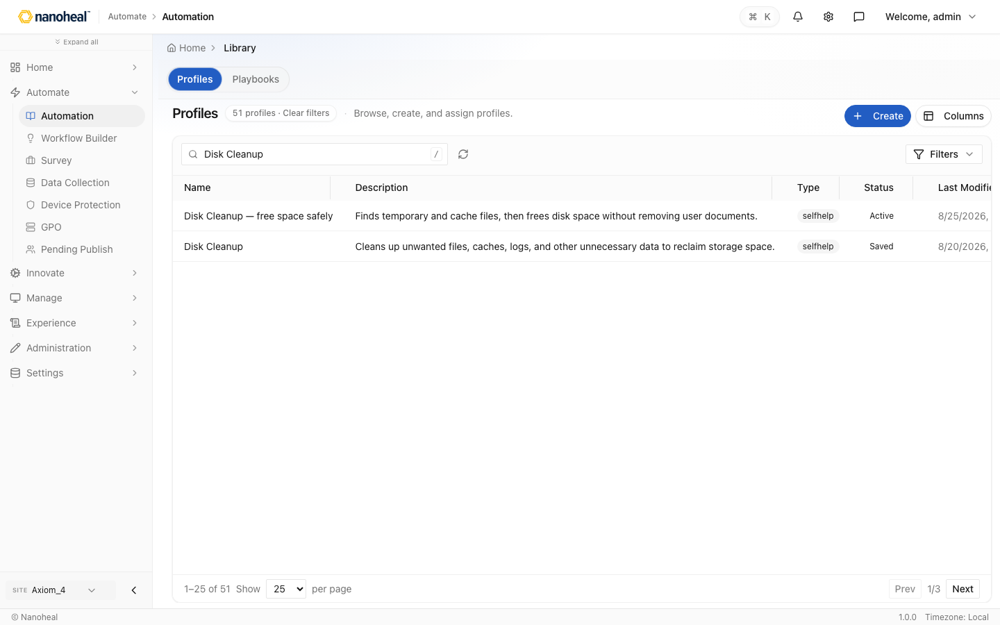 nanoheal™
Automate > Automation
⌘ K
Welcome, admin
Expand all
Home
Automate
Automation
Workflow Builder
Survey
Data Collection
Device Protection
GPO
Pending Publish
Innovate
Manage
Experience
Administration
Settings
SITE Axiom_4
Home > Library
Profiles Playbooks
Profiles 51 profiles · Clear filters · Browse, create, and assign profiles.
+ Create Columns
Disk Cleanup /
Filters
Name Description Type Status Last Modifie
Disk Cleanup — free space safely Finds temporary and cache files, then frees disk space without removing user documents. selfhelp Active 8/25/2026,
Disk Cleanup Cleans up unwanted files, caches, logs, and other unnecessary data to reclaim storage space. selfhelp Saved 8/20/2026,
1–25 of 51 Show 25 per page Prev 1/3 Next
© Nanoheal 1.0.0 Timezone: Local